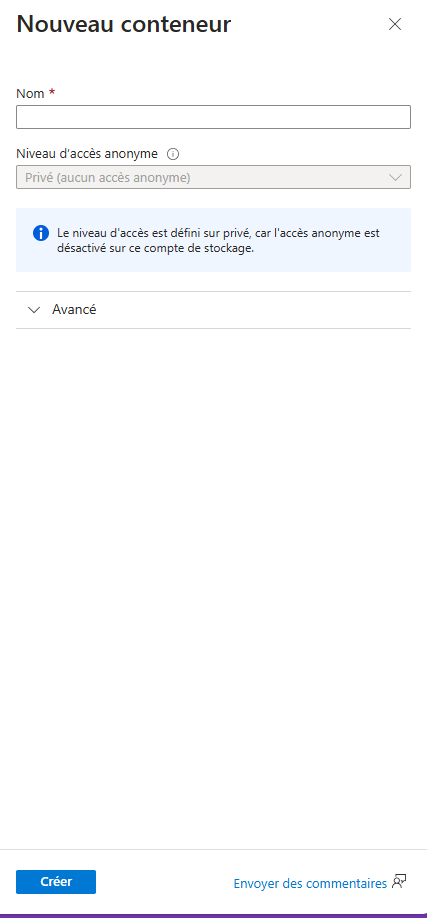 Nouveau conteneur
Nom *
Niveau d'accès anonyme
Privé (aucun accès anonyme)
Le niveau d'accès est défini sur privé, car l'accès anonyme est
désactivé sur ce compte de stockage.
Avancé
Créer
Envoyer des commentaires